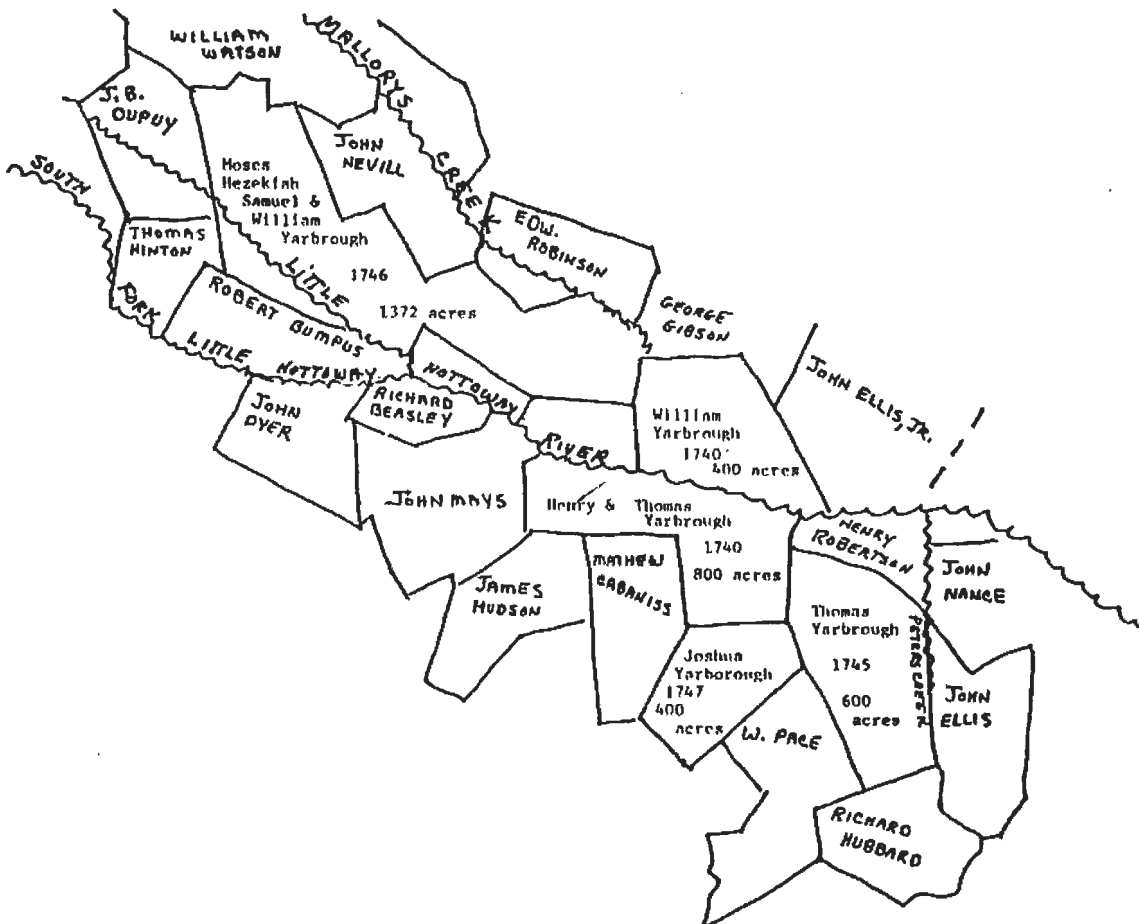 WILLIAM
WATSON
MALLORYS
CREEK
J. B.
DUPUY
JOHN
NEVILL
SOUTH
FORK
LITTLE
NOTTOWAY
Moses
Hezekiah
Samuel &
William
Yarbrough
1746
1372 acres
THOMAS
HINTON
EDW.
ROBINSON
LITTLE
NOTTOWAY
RIVER
ROBERT BUMPUS
GEORGE
GIBSON
JOHN ELLIS, JR.
JOHN
DYER
RICHARD
BEASLEY
William
Yarbrough
1740
400 acres
JOHN MAYS
Henry & Thomas
Yarbrough
1740
800 acres
HENRY
ROBERTSON
JOHN
NANCE
JAMES
HUDSON
MATHEW
CABANISS
Thomas
Yarbrough
1745
600
acres
PETERS CREEK
Joshua
Yarborough
1747
400
acres
JOHN
ELLIS
W. PACE
RICHARD
HUBBARD